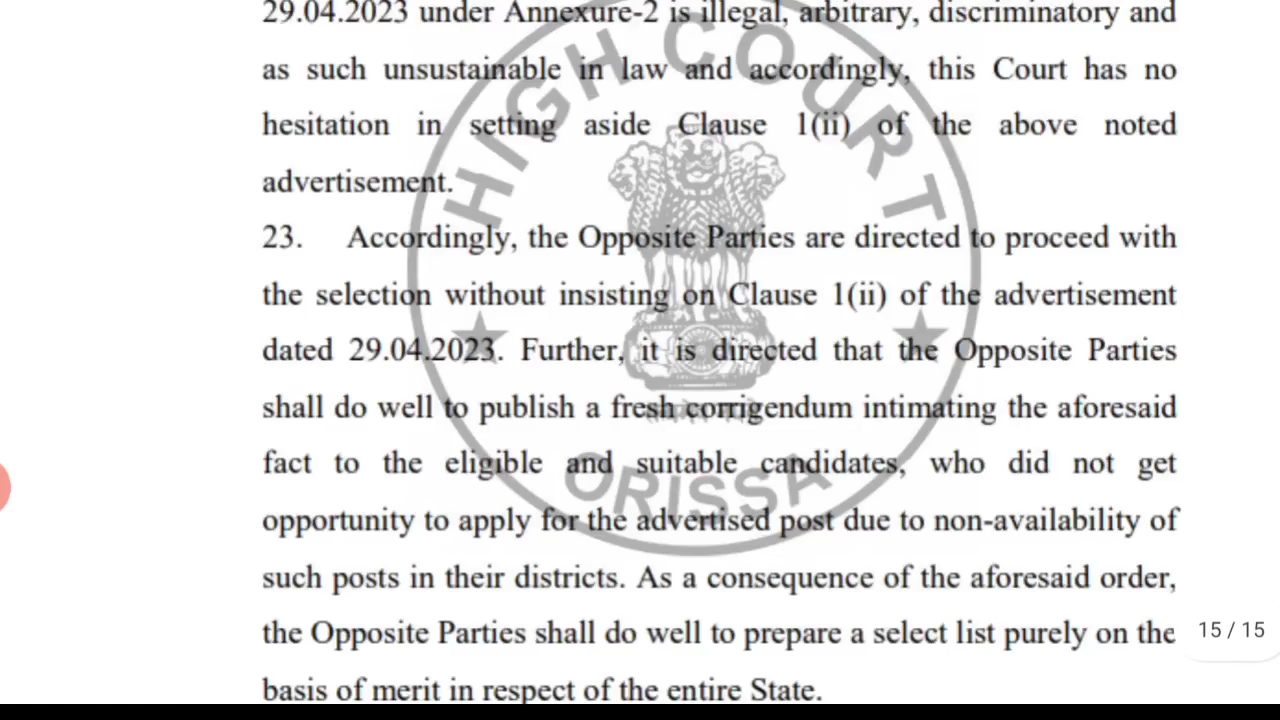 29.04.2023 under Annexure-2 is illegal, arbitrary, discriminatory and
as such unsustainable in law and accordingly, this Court has no
hesitation in setting aside Clause 1(ii) of the above noted
advertisement.
23. Accordingly, the Opposite Parties are directed to proceed with
the selection without insisting on Clause 1(ii) of the advertisement
dated 29.04.2023. Further, it is directed that the Opposite Parties
shall do well to publish a fresh corrigendum intimating the aforesaid
fact to the eligible and suitable candidates, who did not get
opportunity to apply for the advertised post due to non-availability of
such posts in their districts. As a consequence of the aforesaid order,
the Opposite Parties shall do well to prepare a select list purely on the
basis of merit in respect of the entire State.
15 / 15
HIGH COURT
ORISSA